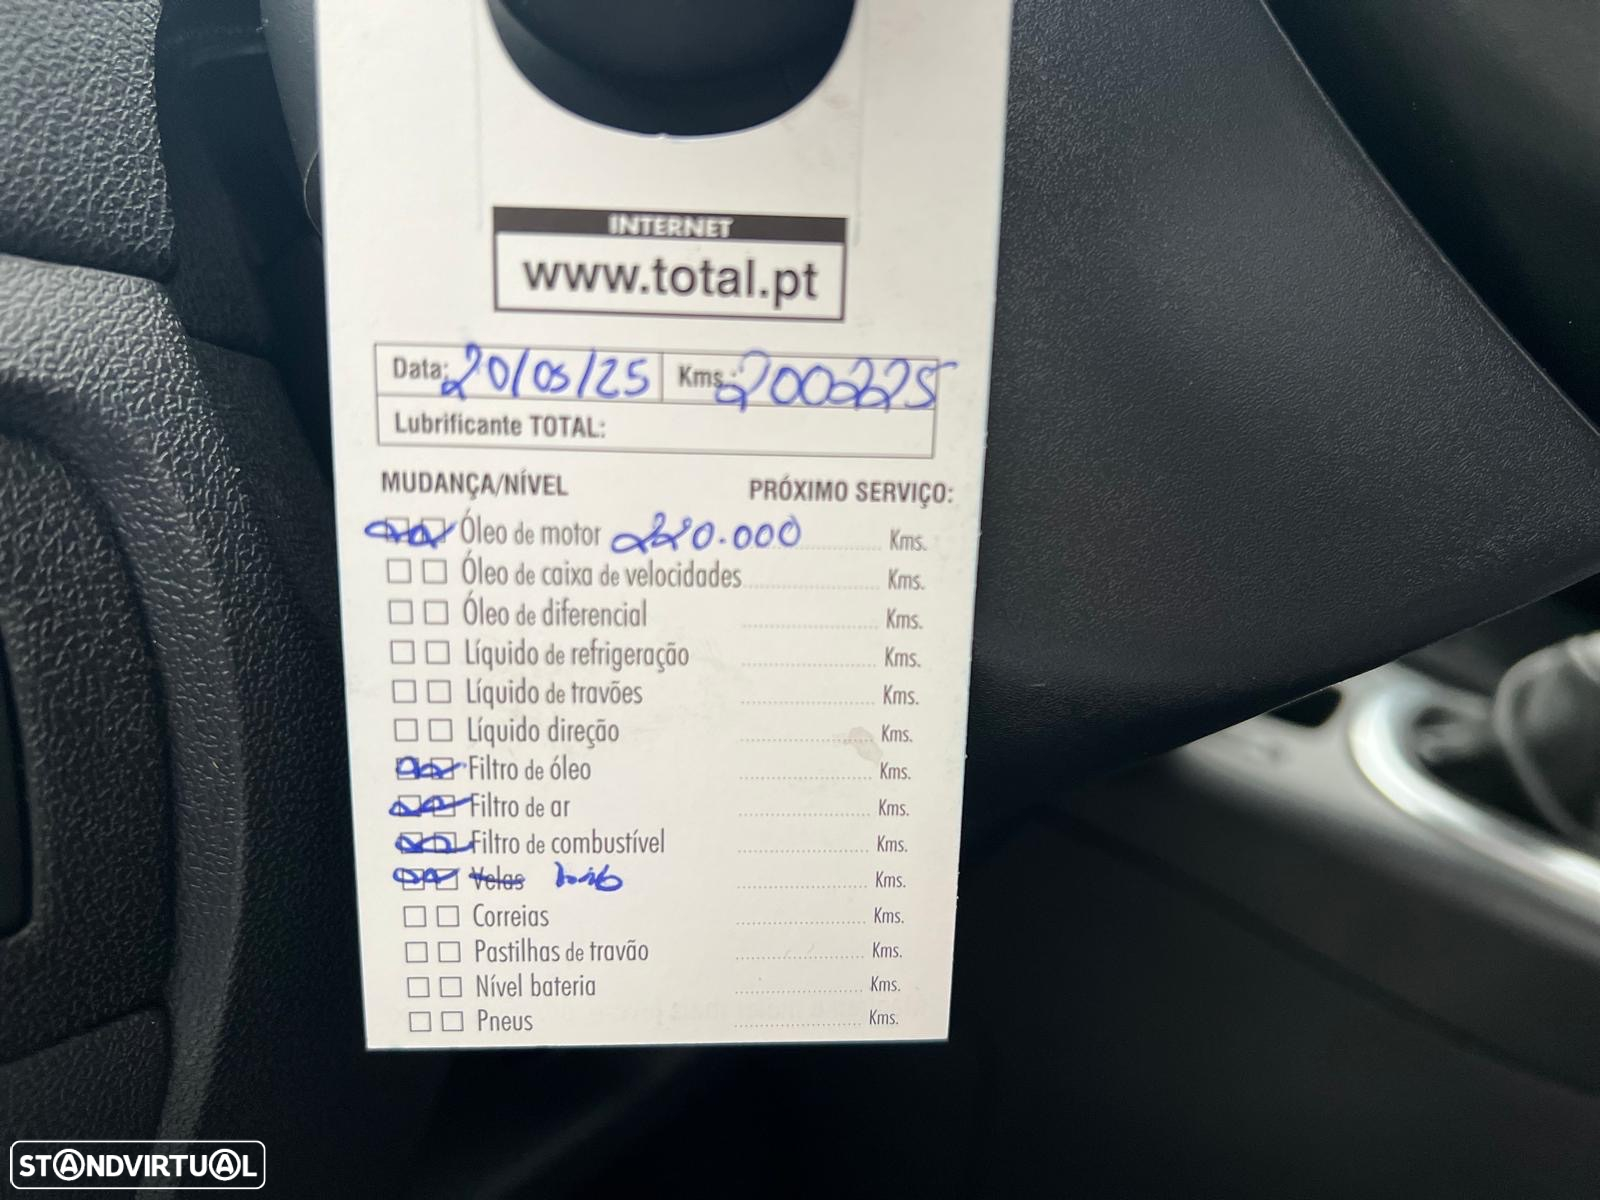 INTERNET
www.total.pt
Data: 20/05/25 Kms.: 200225
Lubrificante TOTAL:
MUDANÇA/NÍVEL PRÓXIMO SERVIÇO:
Óleo de motor 220.000 Kms.
Óleo de caixa de velocidades Kms.
Óleo de diferencial Kms.
Líquido de refrigeração Kms.
Líquido de travões Kms.
Líquido direção Kms.
Filtro de óleo Kms.
Filtro de ar Kms.
Filtro de combustível Kms.
Velas Kms.
Correias Kms.
Pastilhas de travão Kms.
Nível bateria Kms.
Pneus Kms.
STANDVIRTUAL